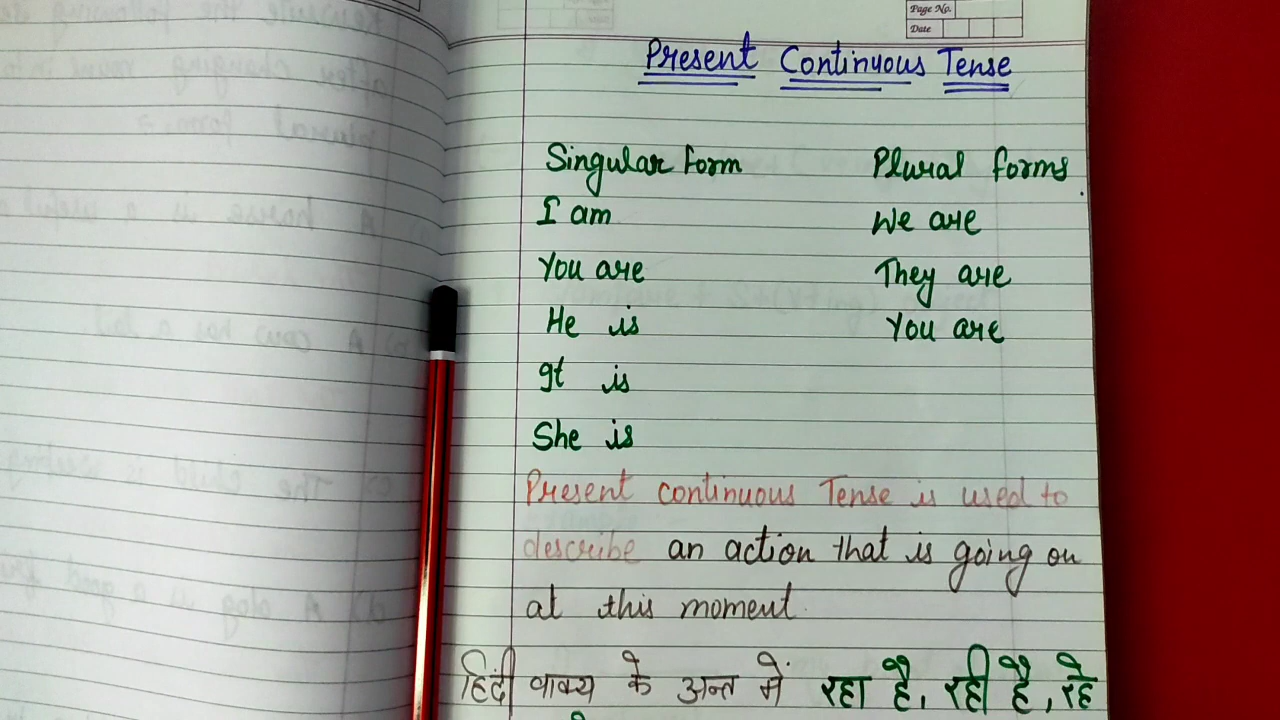 Page No.
Date
Present Continuous Tense
Singular Form Plural forms
I am We are
You are They are
He is You are
It is
She is
Present continuous Tense is used to
describe an action that is going on
at this moment.
हिंदी वाक्य के अन्त में रहा है, रही है, रहे